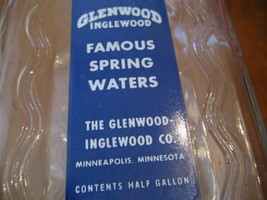 GLENWOOD
INGLEWOOD
FAMOUS
SPRING
WATERS
THE GLENWOOD-
INGLEWOOD CO.
MINNEAPOLIS, MINNESOTA
CONTENTS HALF GALLON